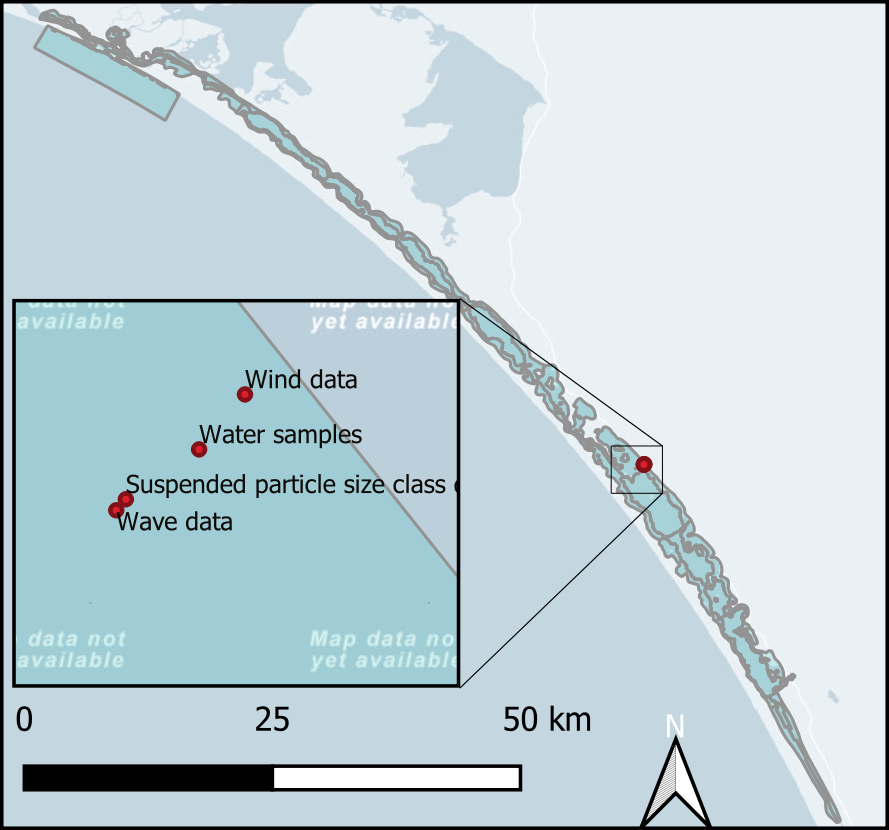 data not
Map data not
available
yet available
Wind data
Water samples
Suspended particle size class
Wave data
data not
Map data no
available
yet available
0
25
50 km
N